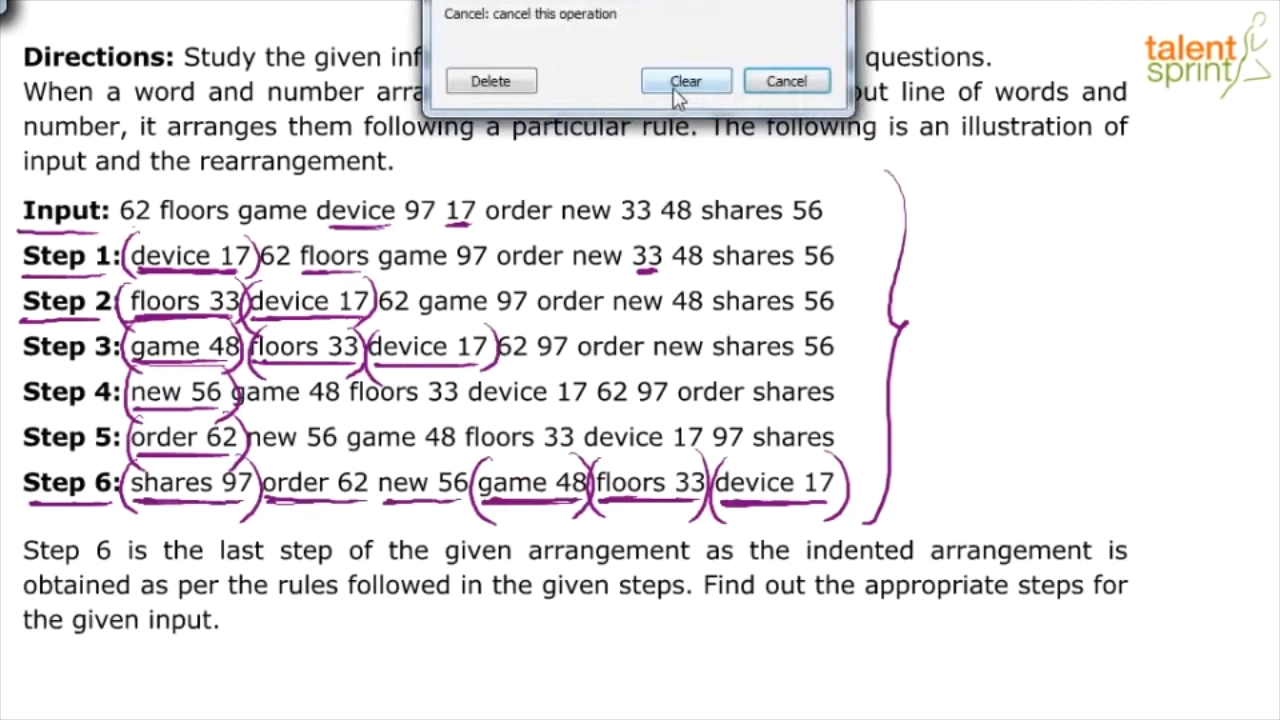 Cancel: cancel this operation
Delete Clear Cancel
talent
sprint
Directions: Study the given questions.
When a word and number line of words and
number, it arranges them following a particular rule. The following is an illustration of
input and the rearrangement.
Input: 62 floors game device 97 17 order new 33 48 shares 56
Step 1: device 17 62 floors game 97 order new 33 48 shares 56
Step 2: floors 33 device 17 62 game 97 order new 48 shares 56
Step 3: game 48 floors 33 device 17 62 97 order new shares 56
Step 4: new 56 game 48 floors 33 device 17 62 97 order shares
Step 5: order 62 new 56 game 48 floors 33 device 17 97 shares
Step 6: shares 97 order 62 new 56 game 48 floors 33 device 17
Step 6 is the last step of the given arrangement as the indented arrangement is
obtained as per the rules followed in the given steps. Find out the appropriate steps for
the given input.